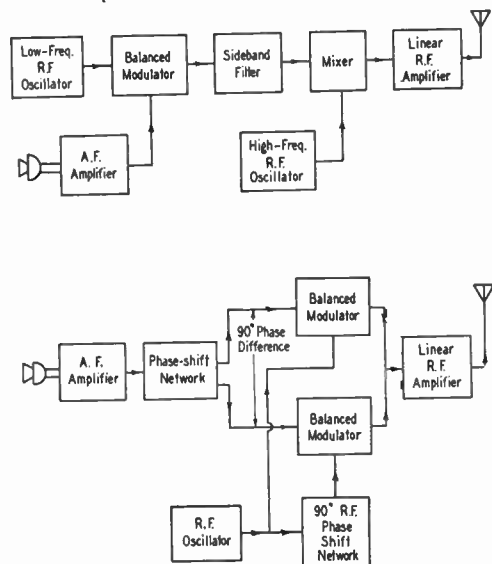 Low-Freq.
R.F.
Oscillator
Balanced
Modulator
Sideband
Filter
Mixer
Linear
R.F.
Amplifier
A.F.
Amplifier
High-Freq.
R.F.
Oscillator
A.F.
Amplifier
Phase-shift
Network
90° Phase
Difference
Balanced
Modulator
Balanced
Modulator
Linear
R.F.
Amplifier
R.F.
Oscillator
90° R.F.
Phase
Shift
Network